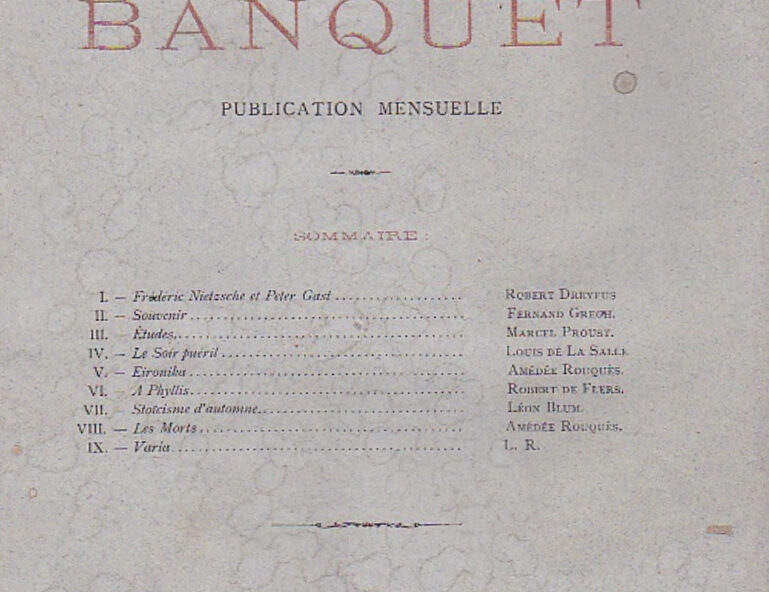 BANQUET
PUBLICATION MENSUELLE
SOMMAIRE :
I. — Frédéric Nietzsche et Peter Gast .................. ROBERT DREYFUS
II. — Souvenir .................. FERNAND GREGH.
III. — Études .................. MARCEL PROUST.
IV. — Le Soir puéril .................. LOUIS DE LA SALLE
V. — Eironika .................. AMÉDÉE ROUQUÈS.
VI. — A Phyllis .................. ROBERT DE FLERS.
VII. — Stoïcisme d'automne .................. LÉON BLUM.
VIII. — Les Morts .................. AMÉDÉE ROUQUÈS.
IX. — Varia .................. L. R.